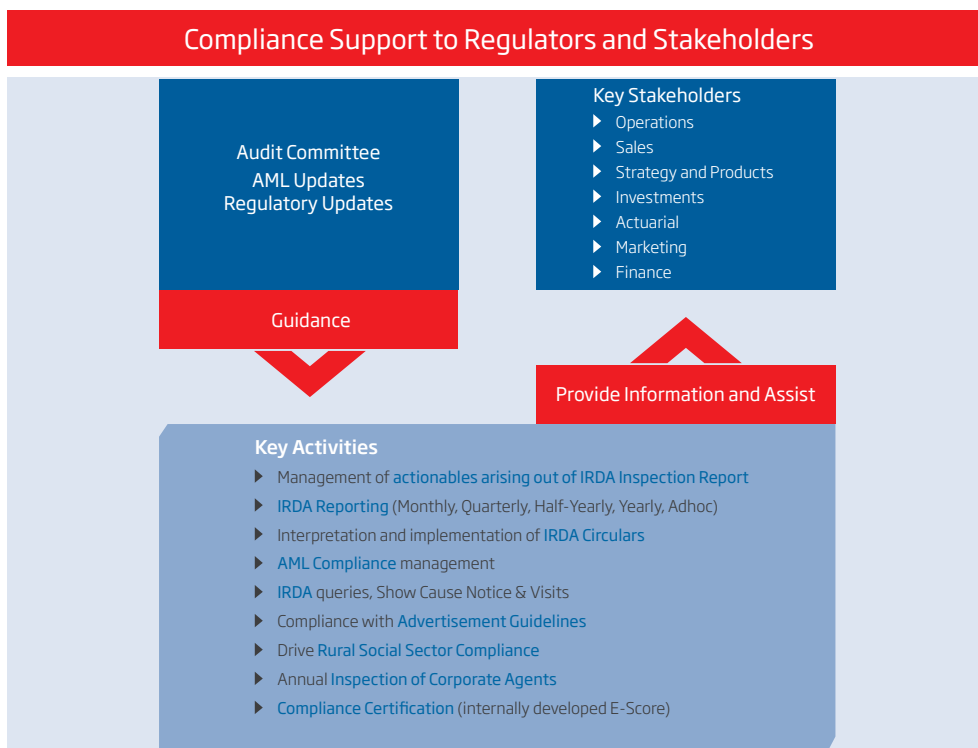 Compliance Support to Regulators and Stakeholders
Audit Committee
AML Updates
Regulatory Updates
Guidance
Key Stakeholders
Operations
Sales
Strategy and Products
Investments
Actuarial
Marketing
Finance
Provide Information and Assist
Key Activities
Management of actionables arising out of IRDA Inspection Report
IRDA Reporting (Monthly, Quarterly, Half-Yearly, Yearly, Adhoc)
Interpretation and implementation of IRDA Circulars
AML Compliance management
IRDA queries, Show Cause Notice & Visits
Compliance with Advertisement Guidelines
Drive Rural Social Sector Compliance
Annual Inspection of Corporate Agents
Compliance Certification (internally developed E-Score)